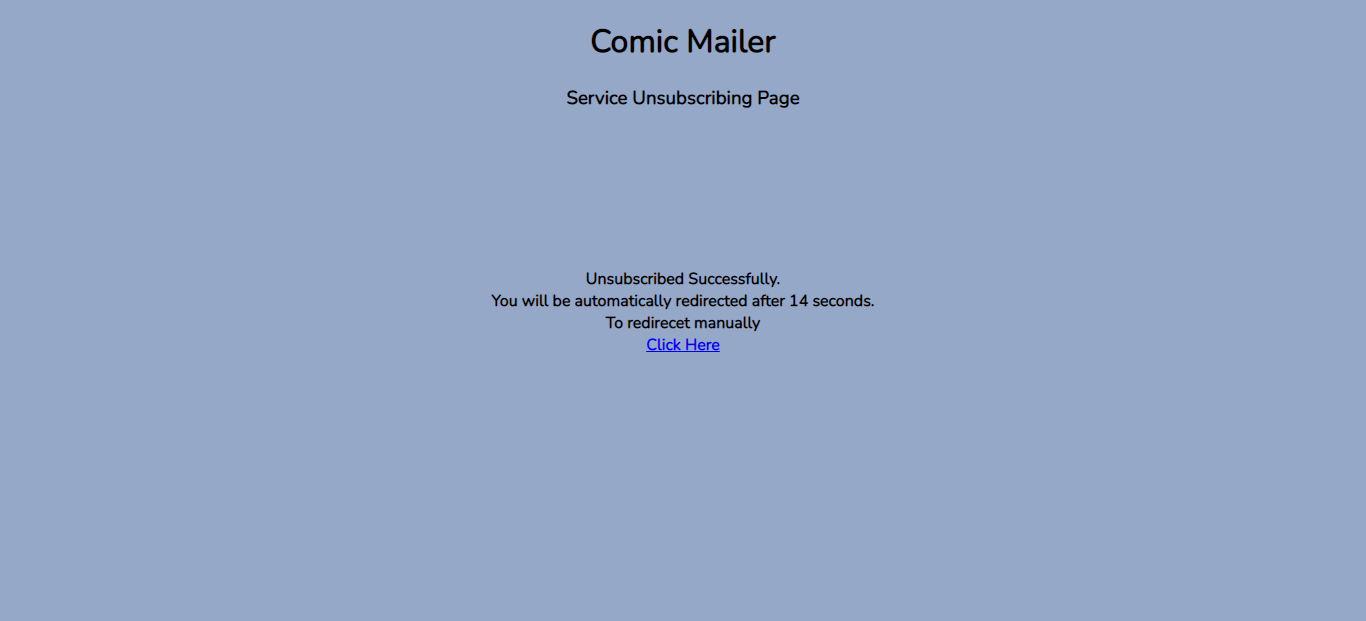 Comic Mailer
Service Unsubscribing Page
Unsubscribed Successfully.
You will be automatically redirected after 14 seconds.
To redirecet manually
Click Here